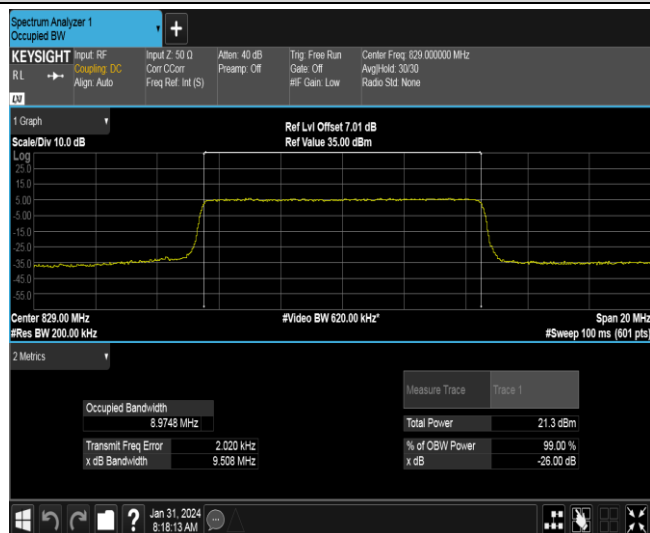 Spectrum Analyzer 1
Occupied BW
+
KEYSIGHT Input: RF Input Z: 50 Ω Atten: 40 dB Trig: Free Run Center Freq: 829.000000 MHz
RL Coupling: DC Corr CCorr Preamp: Off Gate: Off Avg|Hold: 30/30
Align: Auto Freq Ref: Int (S) #IF Gain: Low Radio Std: None
LXI
1 Graph Ref Lvl Offset 7.01 dB
Scale/Div 10.0 dB Ref Value 35.00 dBm
Log
25.0
15.0
5.00
-5.00
-15.0
-25.0
-35.0
-45.0
-55.0
Center 829.00 MHz #Video BW 620.00 kHz* Span 20 MHz
#Res BW 200.00 kHz #Sweep 100 ms (601 pts)
2 Metrics
Measure Trace Trace 1
Occupied Bandwidth
8.9748 MHz Total Power 21.3 dBm
Transmit Freq Error 2.020 kHz % of OBW Power 99.00 %
x dB Bandwidth 9.508 MHz x dB -26.00 dB
? Jan 31, 2024
8:18:13 AM